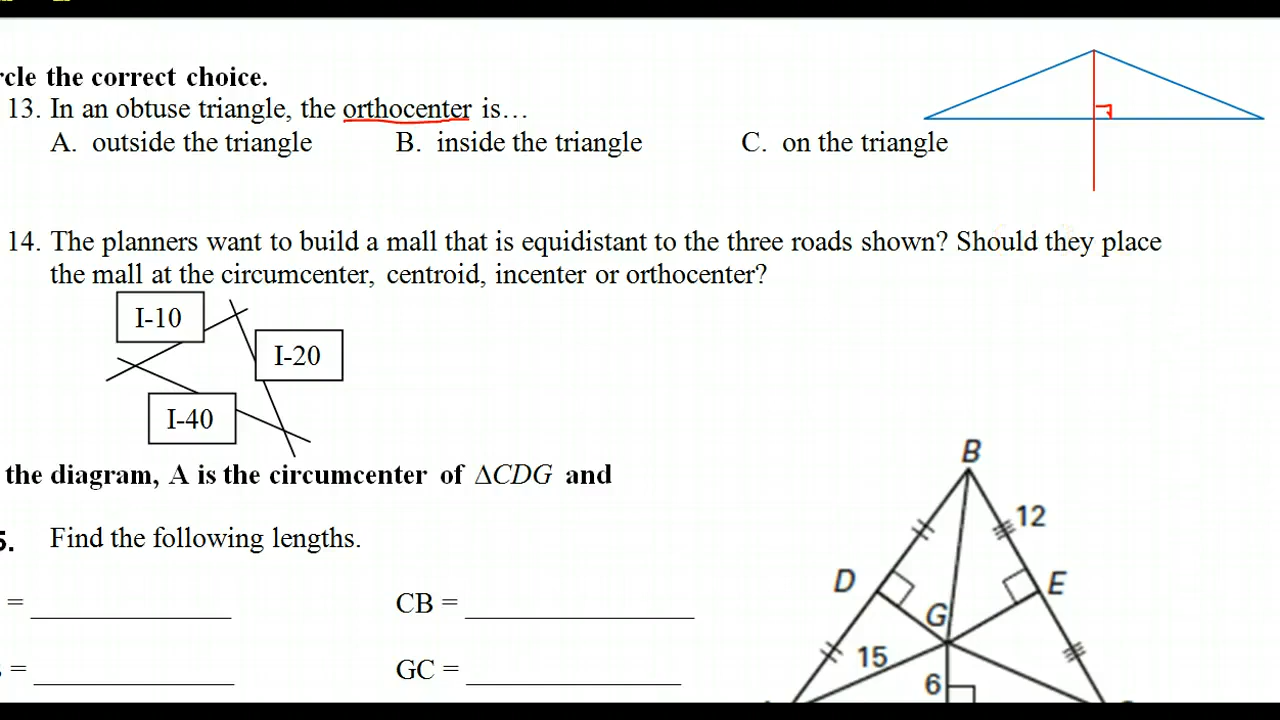 rcle the correct choice.
13. In an obtuse triangle, the orthocenter is…
A. outside the triangle B. inside the triangle C. on the triangle
14. The planners want to build a mall that is equidistant to the three roads shown? Should they place
the mall at the circumcenter, centroid, incenter or orthocenter?
I-10
I-20
I-40
the diagram, A is the circumcenter of ΔCDG and
5. Find the following lengths.
= CB =
= GC =
B
12
D
E
G
15
6